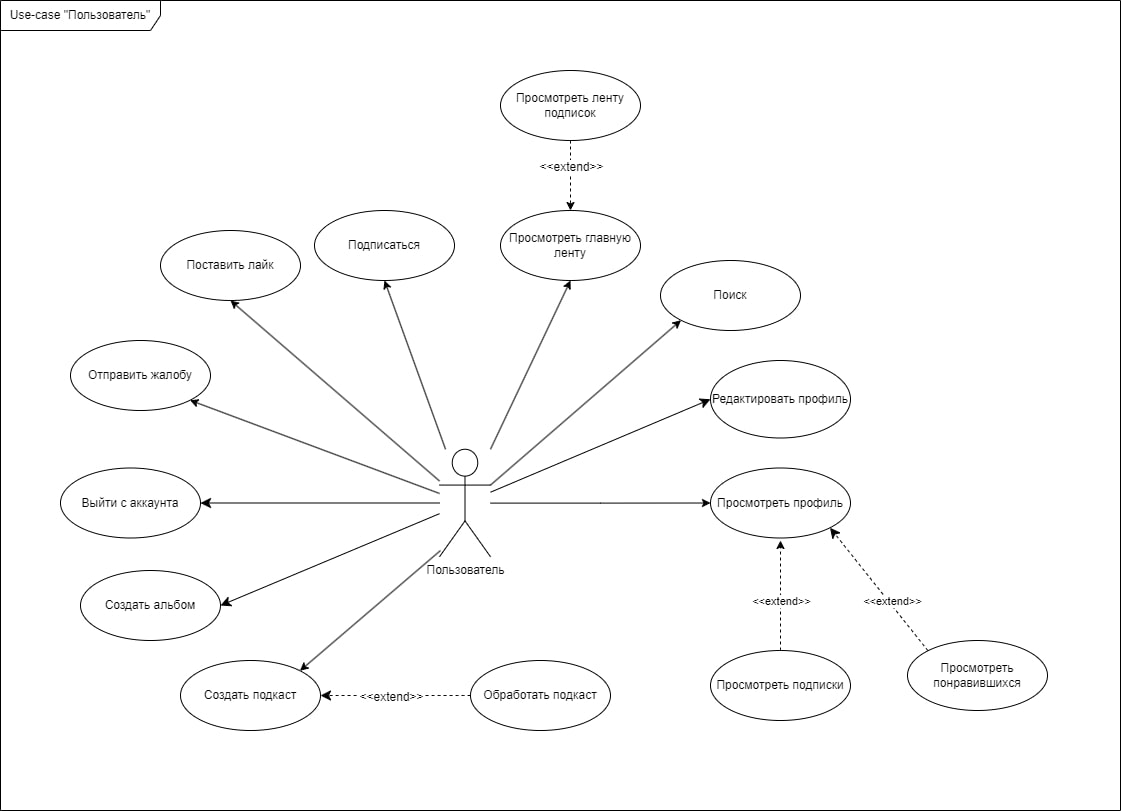 Use-case "Пользователь"
Просмотреть ленту
подписок
<<extend>>
Просмотреть главную
ленту
Подписаться
Поставить лайк
Поиск
Отправить жалобу
Редактировать профиль
Выйти с аккаунта
Просмотреть профиль
Пользователь
Создать альбом
<<extend>>
<<extend>>
Просмотреть
понравившихся
Просмотреть подписки
Создать подкаст
<<extend>>
Обработать подкаст